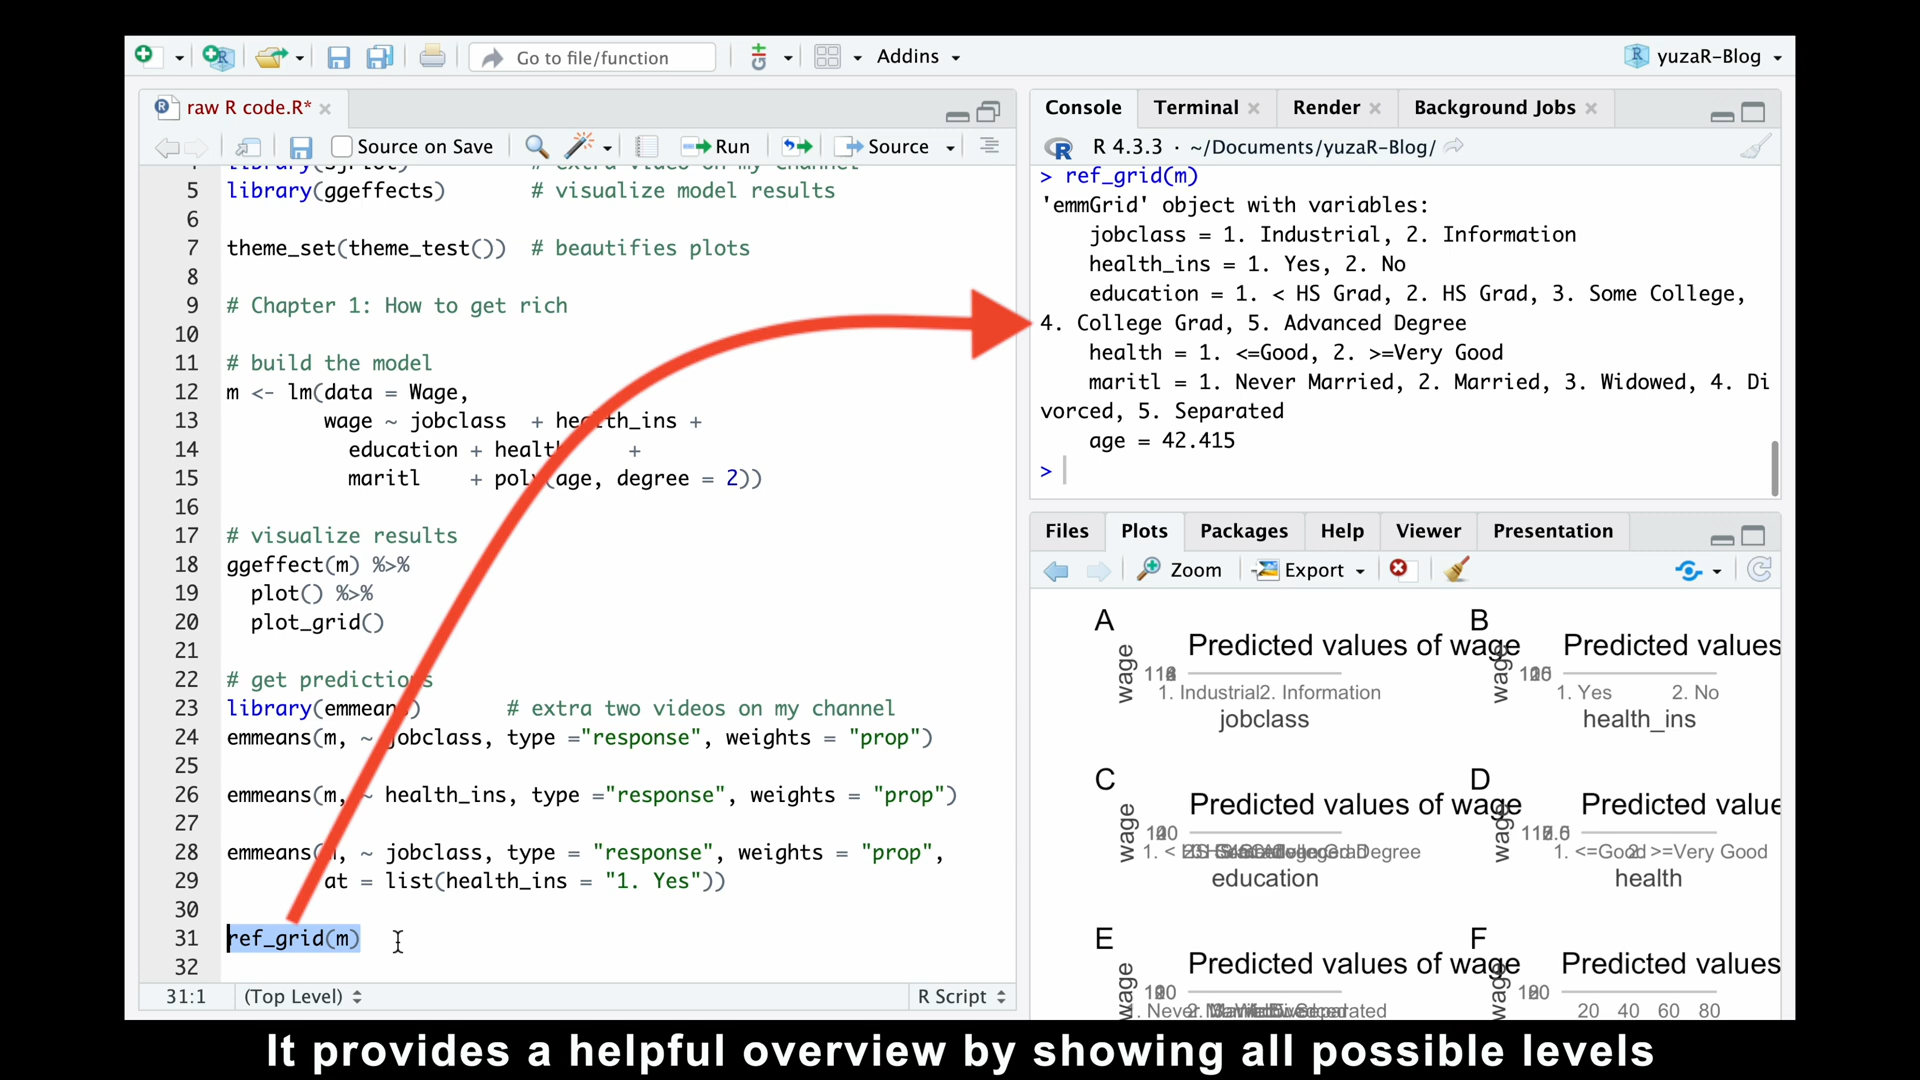 Go to file/function
Addins
yuzaR-Blog
raw R code.R*
Source on Save
Run
Source
5 library(ggeffects) # visualize model results
6
7 theme_set(theme_test()) # beautifies plots
8
9 # Chapter 1: How to get rich
10
11 # build the model
12 m <- lm(data = Wage,
13 wage ~ jobclass + health_ins +
14 education + health +
15 maritl + poly(age, degree = 2))
16
17 # visualize results
18 ggeffect(m) %>%
19 plot() %>%
20 plot_grid()
21
22 # get predictions
23 library(emmeans) # extra two videos on my channel
24 emmeans(m, ~ jobclass, type ="response", weights = "prop")
25
26 emmeans(m, ~ health_ins, type ="response", weights = "prop")
27
28 emmeans(m, ~ jobclass, type = "response", weights = "prop",
29 at = list(health_ins = "1. Yes"))
30
31 ref_grid(m)
32
31:1 (Top Level) R Script
Console Terminal Render Background Jobs
R 4.3.3 · ~/Documents/yuzaR-Blog/
> ref_grid(m)
'emmGrid' object with variables:
jobclass = 1. Industrial, 2. Information
health_ins = 1. Yes, 2. No
education = 1. < HS Grad, 2. HS Grad, 3. Some College,
4. College Grad, 5. Advanced Degree
health = 1. <=Good, 2. >=Very Good
maritl = 1. Never Married, 2. Married, 3. Widowed, 4. Di
vorced, 5. Separated
age = 42.415
>
Files Plots Packages Help Viewer Presentation
Zoom Export
A
Predicted values of wage
wage
1. Industrial 2. Information
jobclass
B
Predicted values
wage
1. Yes 2. No
health_ins
C
Predicted values of wage
wage
education
D
Predicted value
wage
1. <=Good 2. >=Very Good
health
E
Predicted values of wage
wage
F
Predicted values
wage
20 40 60 80
It provides a helpful overview by showing all possible levels